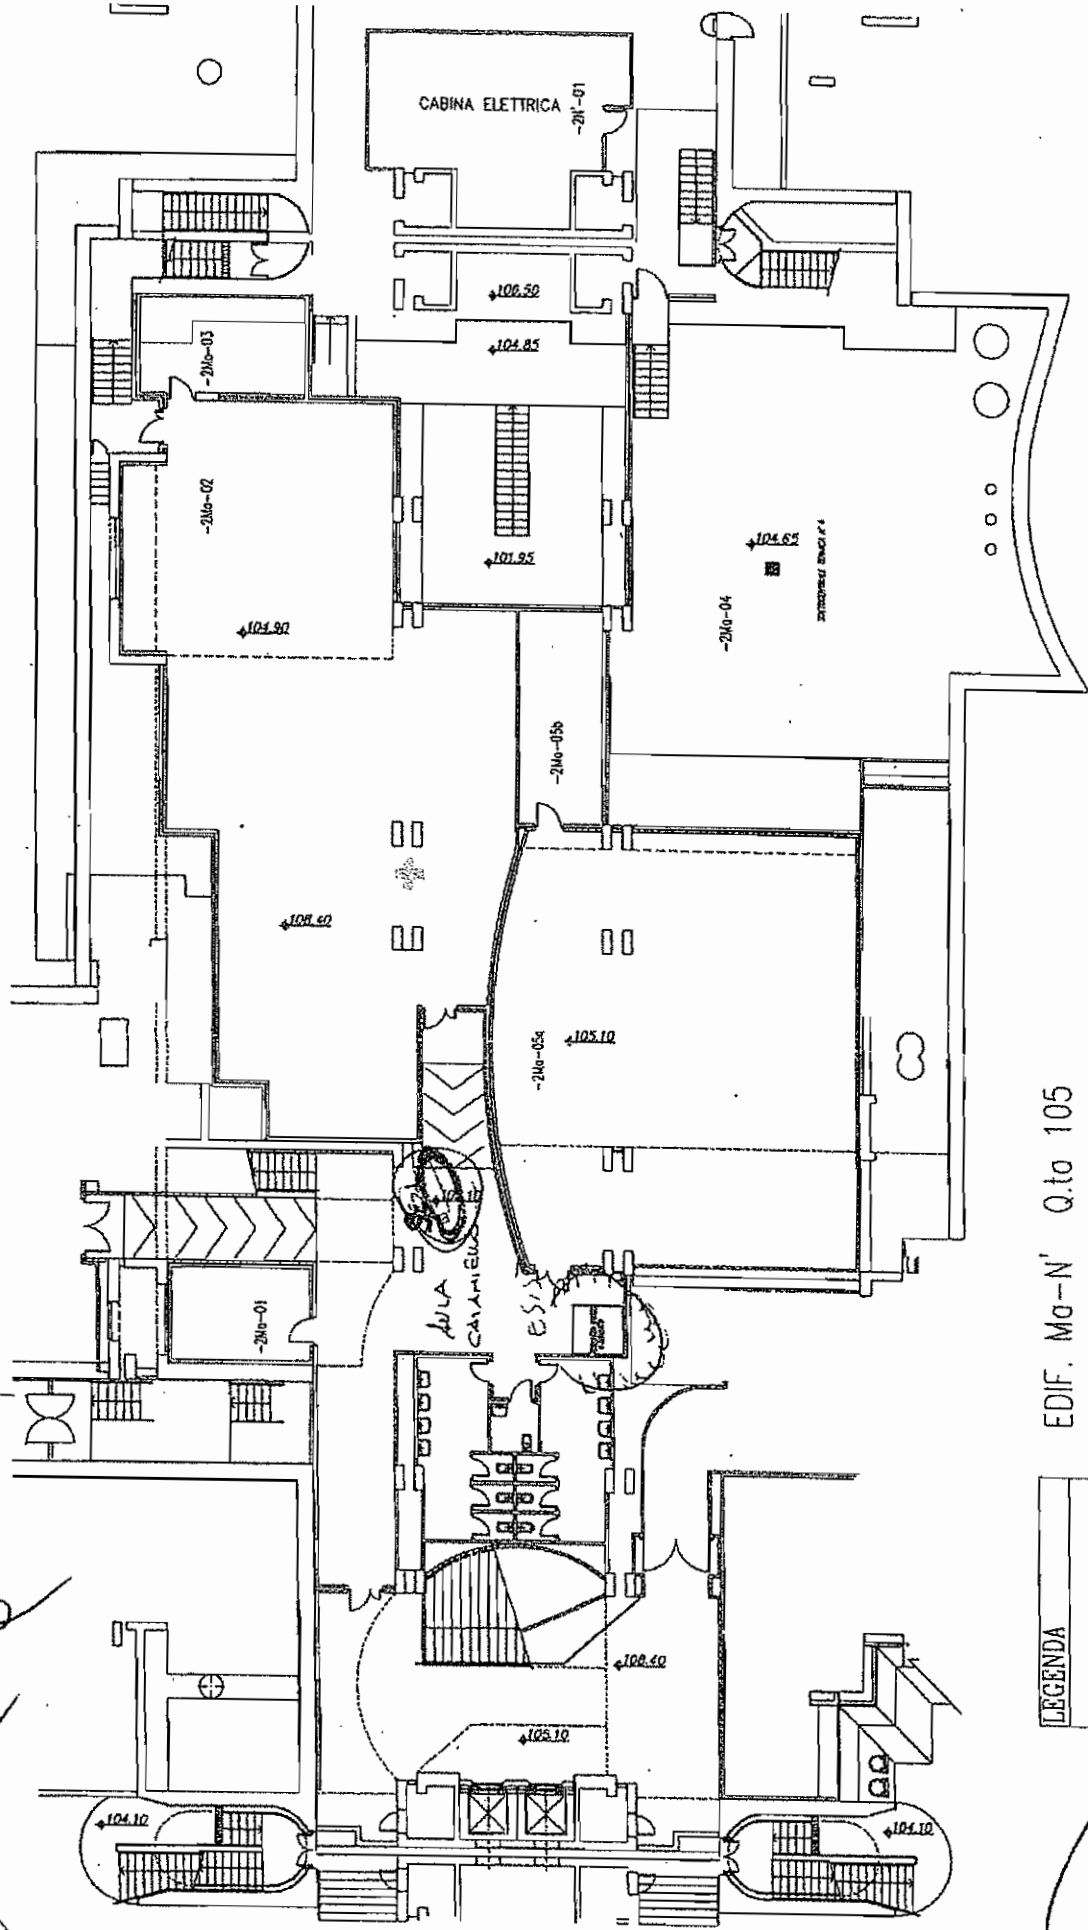 CABINA ELETTRICA
-2N'-01
106.50
104.85
-2Ma-03
-2Ma-02
101.95
104.65
-2Ma-04
104.90
-2Ma-05b
108.40
-2Ma-05a
105.10
AULA
ESIS
-2Ma-01
108.40
105.10
104.10
104.10
EDIF. Ma-N' Q.to 105
LEGENDA